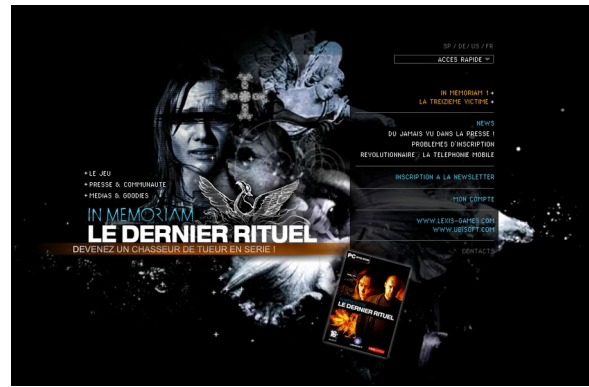 SP / DE / US / FR
ACCES RAPIDE
IN MEMORIAM 1 +
LA TREIZIEME VICTIME +
NEWS
DU JAMAIS VU DANS LA PRESSE !
PROBLEMES D'INSCRIPTION
REVOLUTIONNAIRE : LA TELEPHONIE MOBILE
INSCRIPTION A LA NEWSLETTER
MON COMPTE
WWW.LEXIS-GAMES.COM
WWW.UBISOFT.COM
CONTACTS
+ LE JEU
+ PRESSE & COMMUNAUTE
+ MEDIAS & GOODIES
IN MEMORIAM
LE DERNIER RITUEL
DEVENEZ UN CHASSEUR DE TUEUR EN SERIE !
PC
LE DERNIER RITUEL